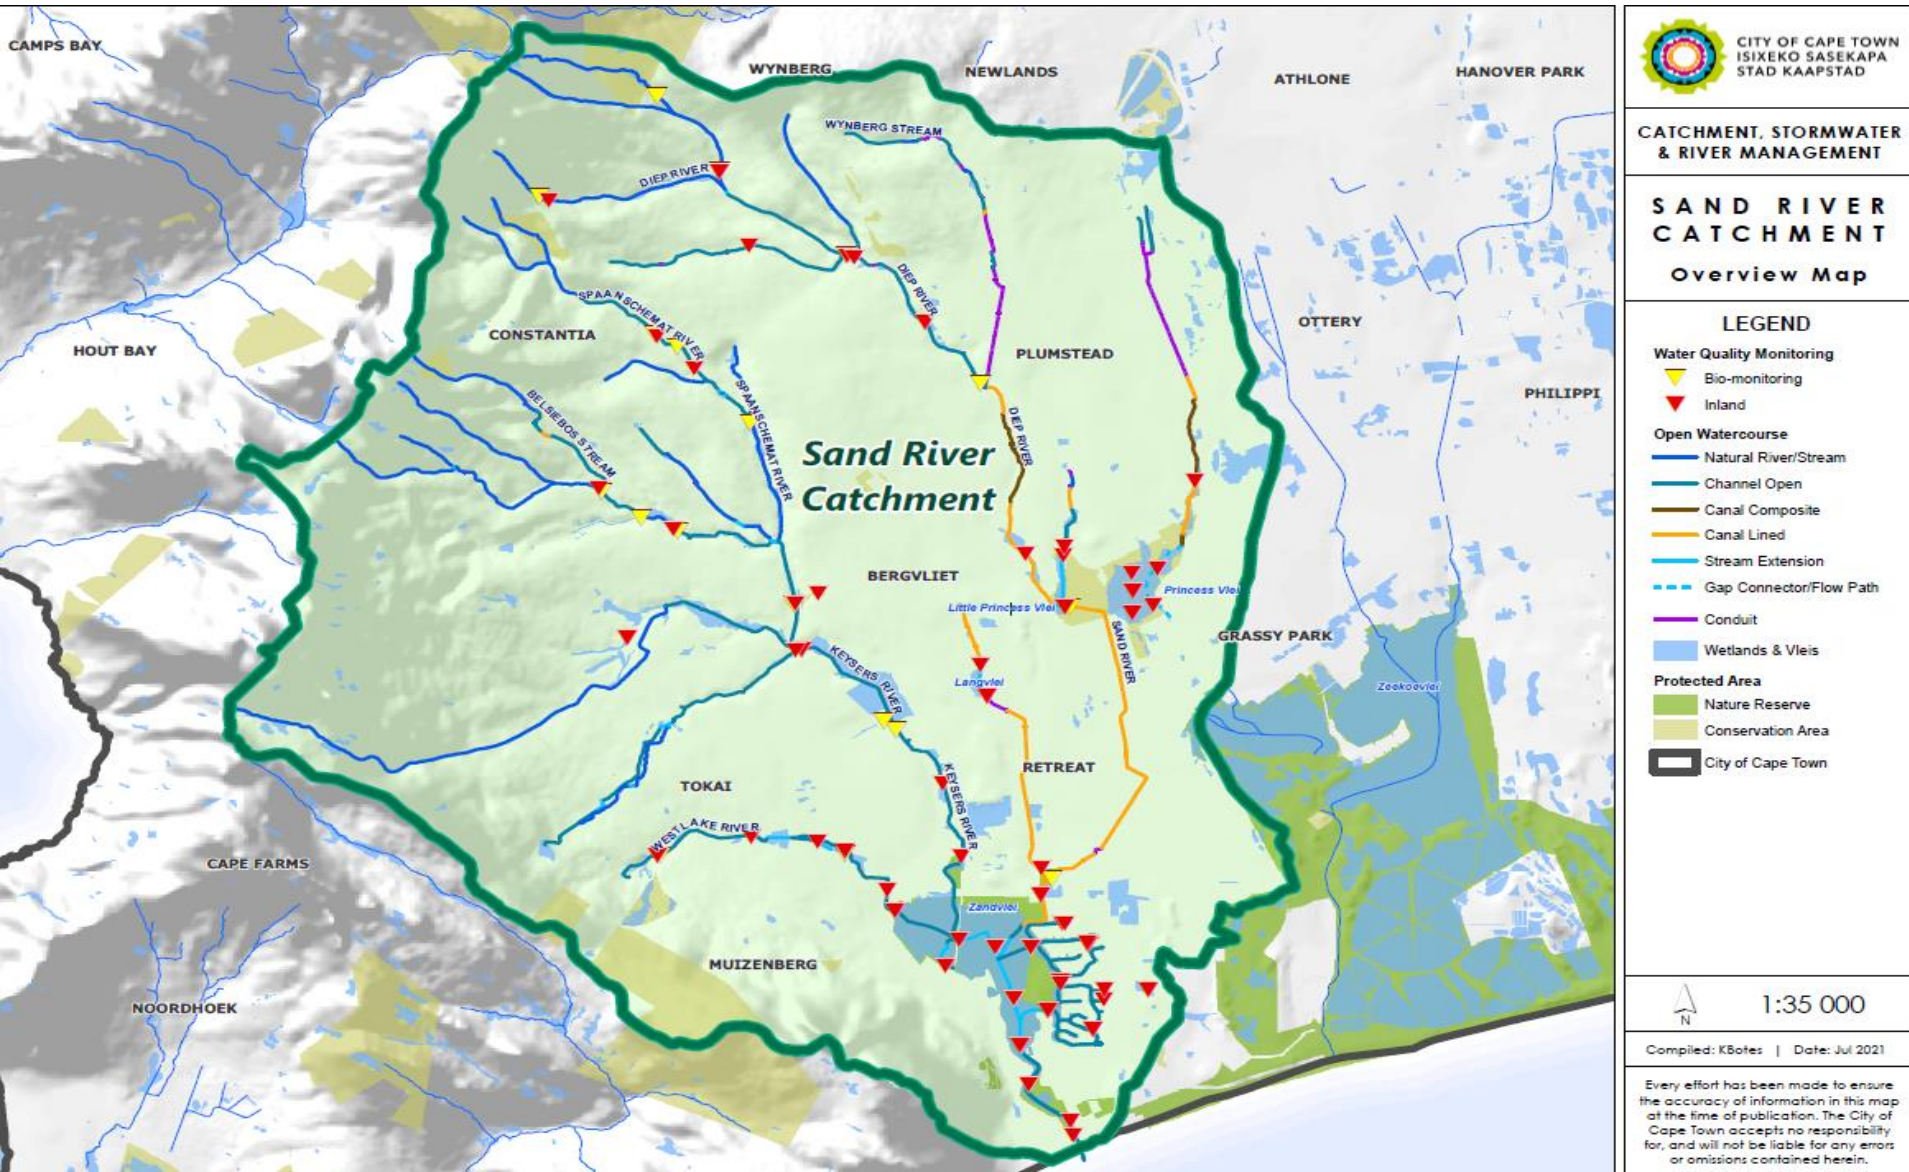 CAMPS BAY
WYNBERG
NEWLANDS
ATHLONE
HANOVER PARK
WYNBERG STREAM
DIEP RIVER
DIEP RIVER
SPAANSCHEMAT RIVER
CONSTANTIA
HOUT BAY
OTTERY
PLUMSTEAD
PHILIPPI
BELSIEBOS STREAM
SPAANSCHEMAT RIVER
DIEP RIVER
Sand River
Catchment
BERGVLIET
Princess Vlei
Little Princess Vlei
GRASSY PARK
SAND RIVER
KEYSERS RIVER
Langvlei
Zeekoevlei
RETREAT
TOKAI
KEYSERS RIVER
WESTLAKE RIVER
CAPE FARMS
Zandvlei
MUIZENBERG
NOORDHOEK
CITY OF CAPE TOWN
ISIXEKO SASEKAPA
STAD KAAPSTAD
CATCHMENT, STORMWATER
& RIVER MANAGEMENT
SAND RIVER
CATCHMENT
Overview Map
LEGEND
Water Quality Monitoring
Bio-monitoring
Inland
Open Watercourse
Natural River/Stream
Channel Open
Canal Composite
Canal Lined
Stream Extension
Gap Connector/Flow Path
Conduit
Wetlands & Vleis
Protected Area
Nature Reserve
Conservation Area
City of Cape Town
N
1:35 000
Compiled: KBotes | Date: Jul 2021
Every effort has been made to ensure
the accuracy of information in this map
at the time of publication. The City of
Cape Town accepts no responsibility
for, and will not be liable for any errors
or omissions contained herein.